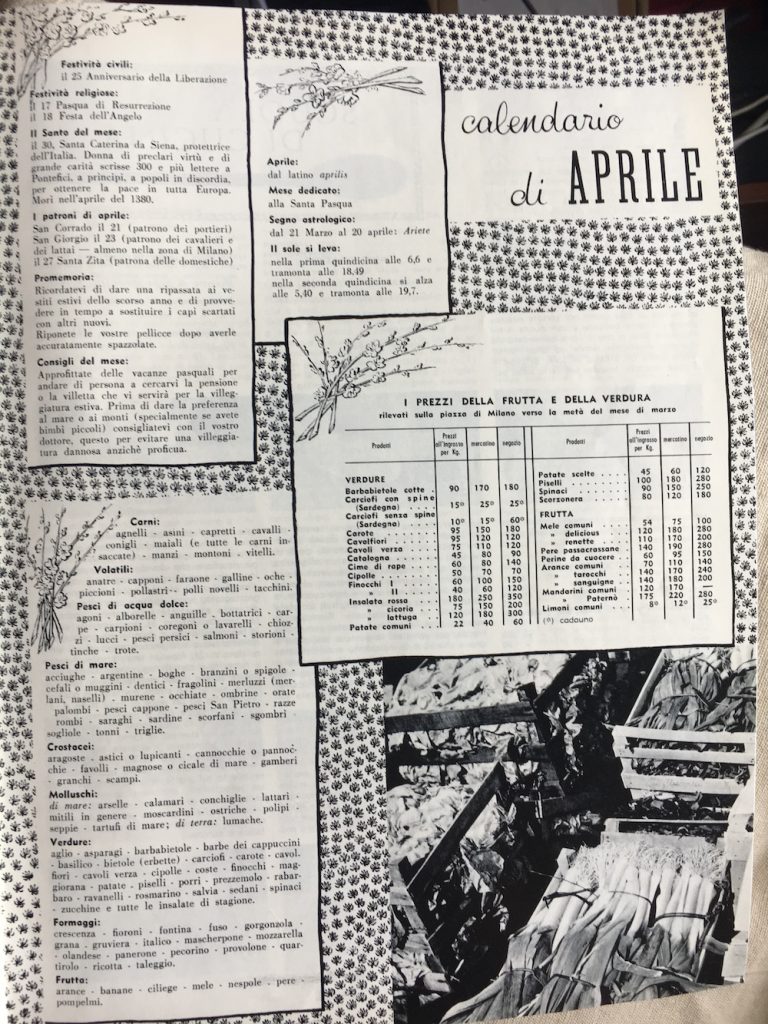 Festività civili:
il 25 Anniversario della Liberazione
Festività religiose:
il 17 Pasqua di Resurrezione
il 18 Festa dell'Angelo
Il Santo del mese:
il 30, Santa Caterina da Siena, protettrice
dell'Italia. Donna di preclari virtù e di
grande carità scrisse 300 e più lettere a
Pontefici, a principi, a popoli in discordia,
per ottenere la pace in tutta Europa.
Morì nell'aprile del 1380.
I patroni di aprile:
San Corrado il 21 (patrono dei portieri)
San Giorgio il 23 (patrono dei cavalieri e
dei lattai — almeno nella zona di Milano)
il 27 Santa Zita (patrona delle domestiche)
Promemoria:
Ricordatevi di dare una ripassata ai ve-
stiti estivi dello scorso anno e di provve-
dere in tempo a sostituire i capi scartati
con altri nuovi.
Riponete le vostre pellicce dopo averle
accuratamente spazzolate.
Consigli del mese:
Approfittate delle vacanze pasquali per
andare di persona a cercarvi la pensione
o la villetta che vi servirà per la villeg-
giatura estiva. Prima di dare la preferenza
al mare o ai monti (specialmente se avete
bimbi piccoli) consigliatevi con il vostro
dottore, questo per evitare una villeggia-
tura dannosa anzichè proficua.
Aprile:
dal latino aprilis
Mese dedicato:
alla Santa Pasqua
Segno astrologico:
dal 21 Marzo al 20 aprile: Ariete
Il sole si leva:
nella prima quindicina alle 6,6 e
tramonta alle 18.49
nella seconda quindicina si alza
alle 5,40 e tramonta alle 19,7.
calendario
di APRILE
I PREZZI DELLA FRUTTA E DELLA VERDURA
rilevati sulla piazza di Milano verso la metà del mese di marzo
Prodotti Prezzi all'ingrosso per Kg. mercatino negozio
VERDURE
Barbabietole cotte . 90 170 180
Carciofi con spine
(Sardegna) . . . . 15° 25° 25°
Carciofi senza spine
(Sardegna) . . . . 10° 15° 60°
Carote . . . . . . 95 150 180
Cavolfiori . . . . . 95 120 120
Cavoli verza . . . . 75 110 120
Catalogna . . . . . 45 80 90
Cime di rape . . . . 60 80 140
Cipolle . . . . . . 50 70 70
Finocchi I . . . . . 60 100 150
» II . . . . . 40 60 120
Insalata rossa . . . 180 250 350
» cicoria . . . 75 150 200
» lattuga . . . 120 180 300
Patate comuni . . . 22 40 60
Prodotti Prezzi all'ingrosso per Kg. mercatino negozio
Patate scelte . . . . 45 60 120
Piselli . . . . . . 100 180 280
Spinaci . . . . . . 90 150 250
Scorzonera . . . . . 80 120 180
FRUTTA
Mele comuni . . . . 54 75 100
» delicious . . . 120 180 280
» renette . . . . 110 170 200
Pere passacrassane . 140 190 280
Perine da cuocere . . 60 95 150
Arance comuni . . . 70 110 140
» tarocchi . . . 140 170 240
» sanguigne . . . 140 180 200
Mandarini comuni . . 120 170 —
» Paternò . . 175 220 280
Limoni comuni . . . 8° 12° 25°
(°) cadauno
Carni:
agnelli - asini - capretti - cavalli -
conigli - maiali (e tutte le carni in-
saccate) - manzi - montoni . vitelli.
Volatili:
anatre - capponi - faraone - galline - oche -
piccioni - pollastri - polli novelli - tacchini.
Pesci di acqua dolce:
agoni - alborelle - anguille . bottatrici - car-
pe - carpioni - coregoni o lavarelli - chioz-
zi - lucci - pesci persici - salmoni - storioni -
tinche - trote.
Pesci di mare:
acciughe - argentine - boghe - branzini o spigole -
cefali o muggini - dentici - fragolini - merluzzi (mer-
lani, naselli) . murene - occhiate - ombrine - orate
palombi - pesci cappone - pesci San Pietro - razze
rombi - saraghi - sardine - scorfani - sgombri -
sogliole - tonni - triglie.
Crostacei:
aragoste . astici o lupicanti - cannocchie o pannoc-
chie - favolli - magnose o cicale di mare - gamberi
- granchi - scampi.
Molluschi:
di mare: arselle - calamari - conchiglie - lattari -
mitili in genere - moscardini - ostriche - polipi -
seppie - tartufi di mare; di terra: lumache.
Verdure:
aglio - asparagi - barbabietole - barbe dei cappuccini
- basilico - bietole (erbette) - carciofi - carote - cavol.
fiori - cavoli verza - cipolle - coste - finocchi - mag-
giorana - patate - piselli - porri - prezzemolo - rabar-
baro - ravanelli - rosmarino - salvia - sedani - spinaci
- zucchine e tutte le insalate di stagione.
Formaggi:
crescenza - fioroni - fontina - fuso - gorgonzola -
grana - gruviera - italico - mascherpone - mozzarella
- olandese - panerone - pecorino - provolone - quar-
tirolo - ricotta - taleggio.
Frutta:
arance - banane - ciliege - mele - nespole . pere -
pompelmi.